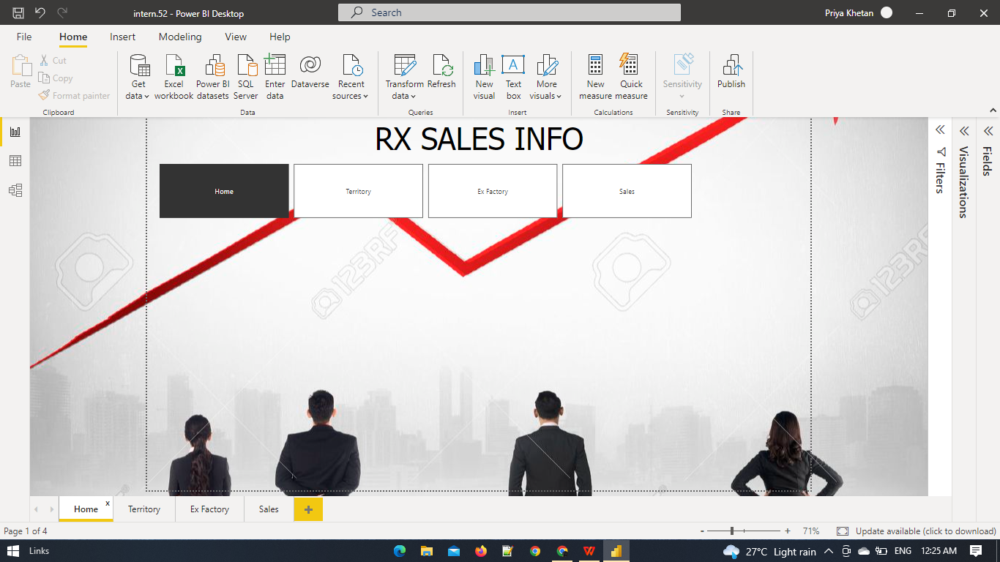 intern.52 - Power BI Desktop
Search
Priya Khetan
File Home Insert Modeling View Help
Paste
Cut
Copy
Format painter
Clipboard
Get data
Excel workbook
Power BI datasets
SQL Server
Enter data
Dataverse
Recent sources
Data
Transform data
Refresh
Queries
New visual
Text box
More visuals
Insert
New measure
Quick measure
Calculations
Sensitivity
Sensitivity
Publish
Share
RX SALES INFO
Home Territory Ex Factory Sales
123RF
123RF
Filters
Visualizations
Fields
Home x Territory Ex Factory Sales +
Page 1 of 4
- + 71% Update available (click to download)
Links
27°C Light rain ENG 12:25 AM